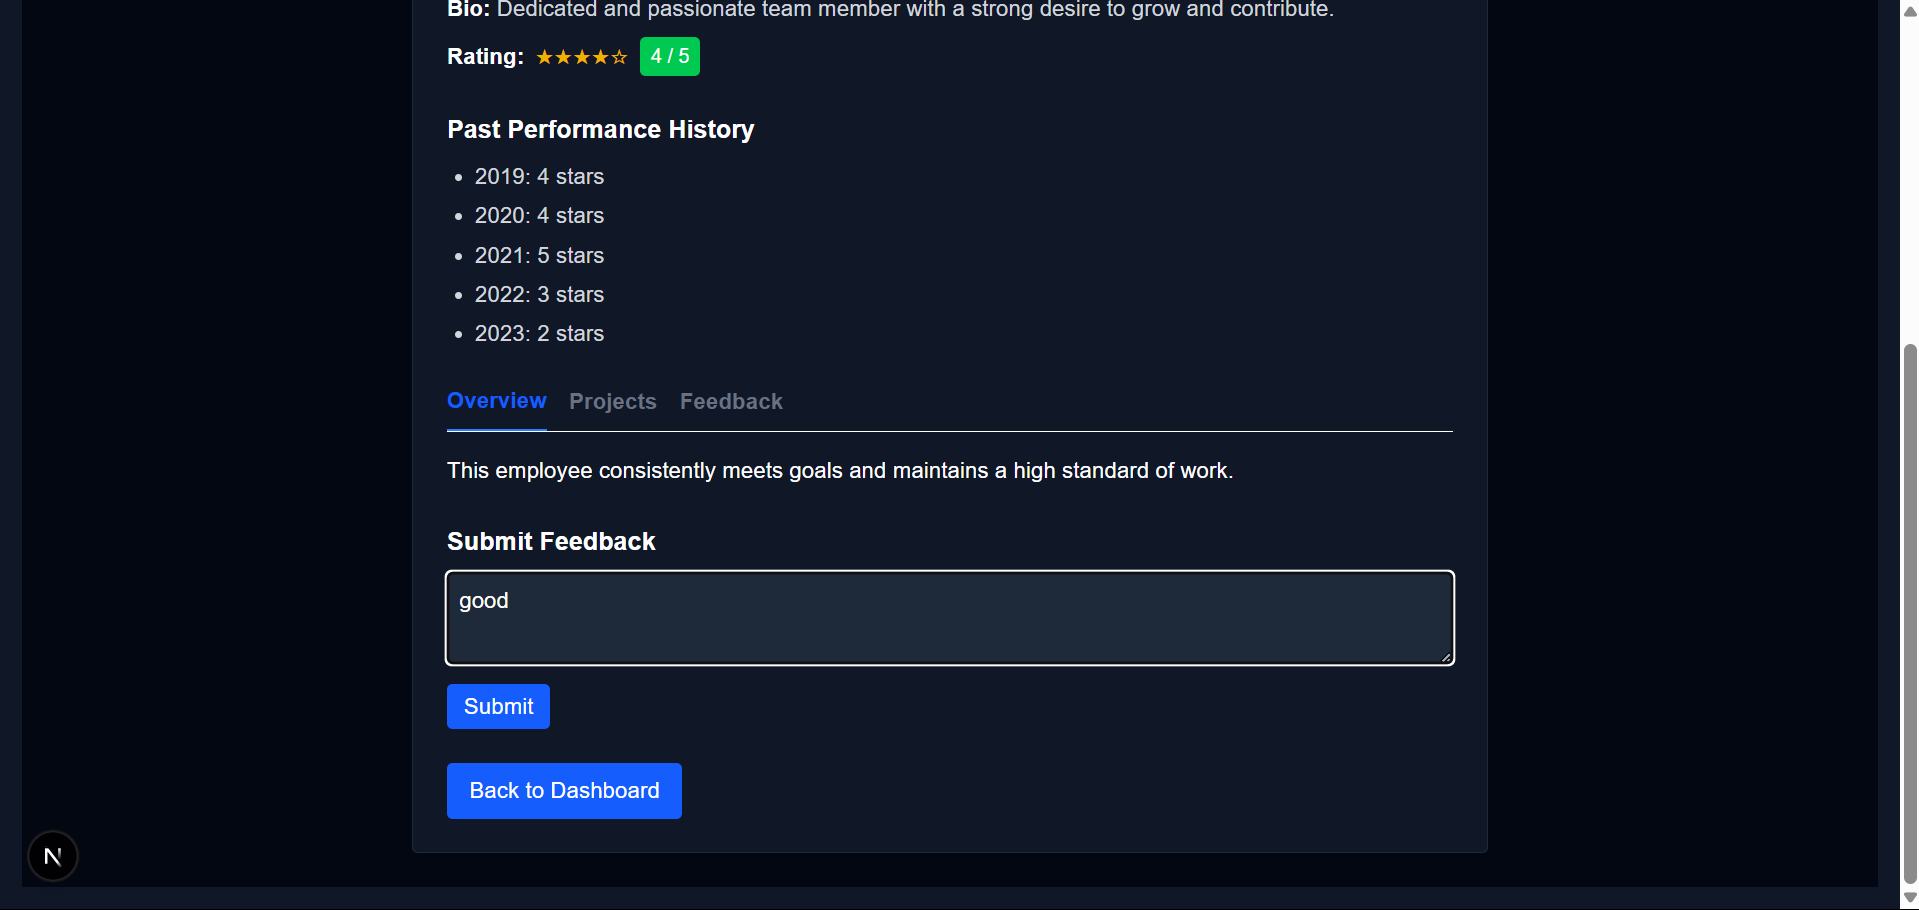 Bio: Dedicated and passionate team member with a strong desire to grow and contribute.
Rating: ★★★★☆ 4 / 5
Past Performance History
• 2019: 4 stars
• 2020: 4 stars
• 2021: 5 stars
• 2022: 3 stars
• 2023: 2 stars
Overview Projects Feedback
This employee consistently meets goals and maintains a high standard of work.
Submit Feedback
good
Submit
Back to Dashboard
N